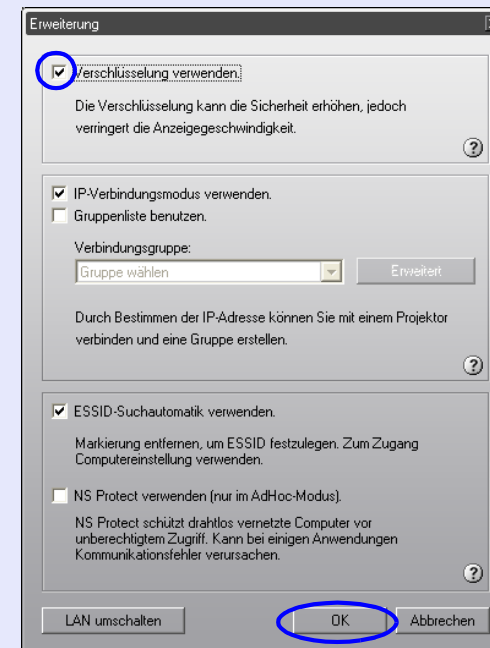 Erweiterung
Verschlüsselung verwenden.
Die Verschlüsselung kann die Sicherheit erhöhen, jedoch
verringert die Anzeigegeschwindigkeit.
?
IP-Verbindungsmodus verwenden.
Gruppenliste benutzen.
Verbindungsgruppe:
Gruppe wählen
Erweitert
Durch Bestimmen der IP-Adresse können Sie mit einem Projektor
verbinden und eine Gruppe erstellen.
?
ESSID-Suchautomatik verwenden.
Markierung entfernen, um ESSID festzulegen. Zum Zugang
Computereinstellung verwenden.
NS Protect verwenden (nur im AdHoc-Modus).
NS Protect schützt drahtlos vernetzte Computer vor
unberechtigtem Zugriff. Kann bei einigen Anwendungen
Kommunikationsfehler verursachen.
?
LAN umschalten
OK
Abbrechen